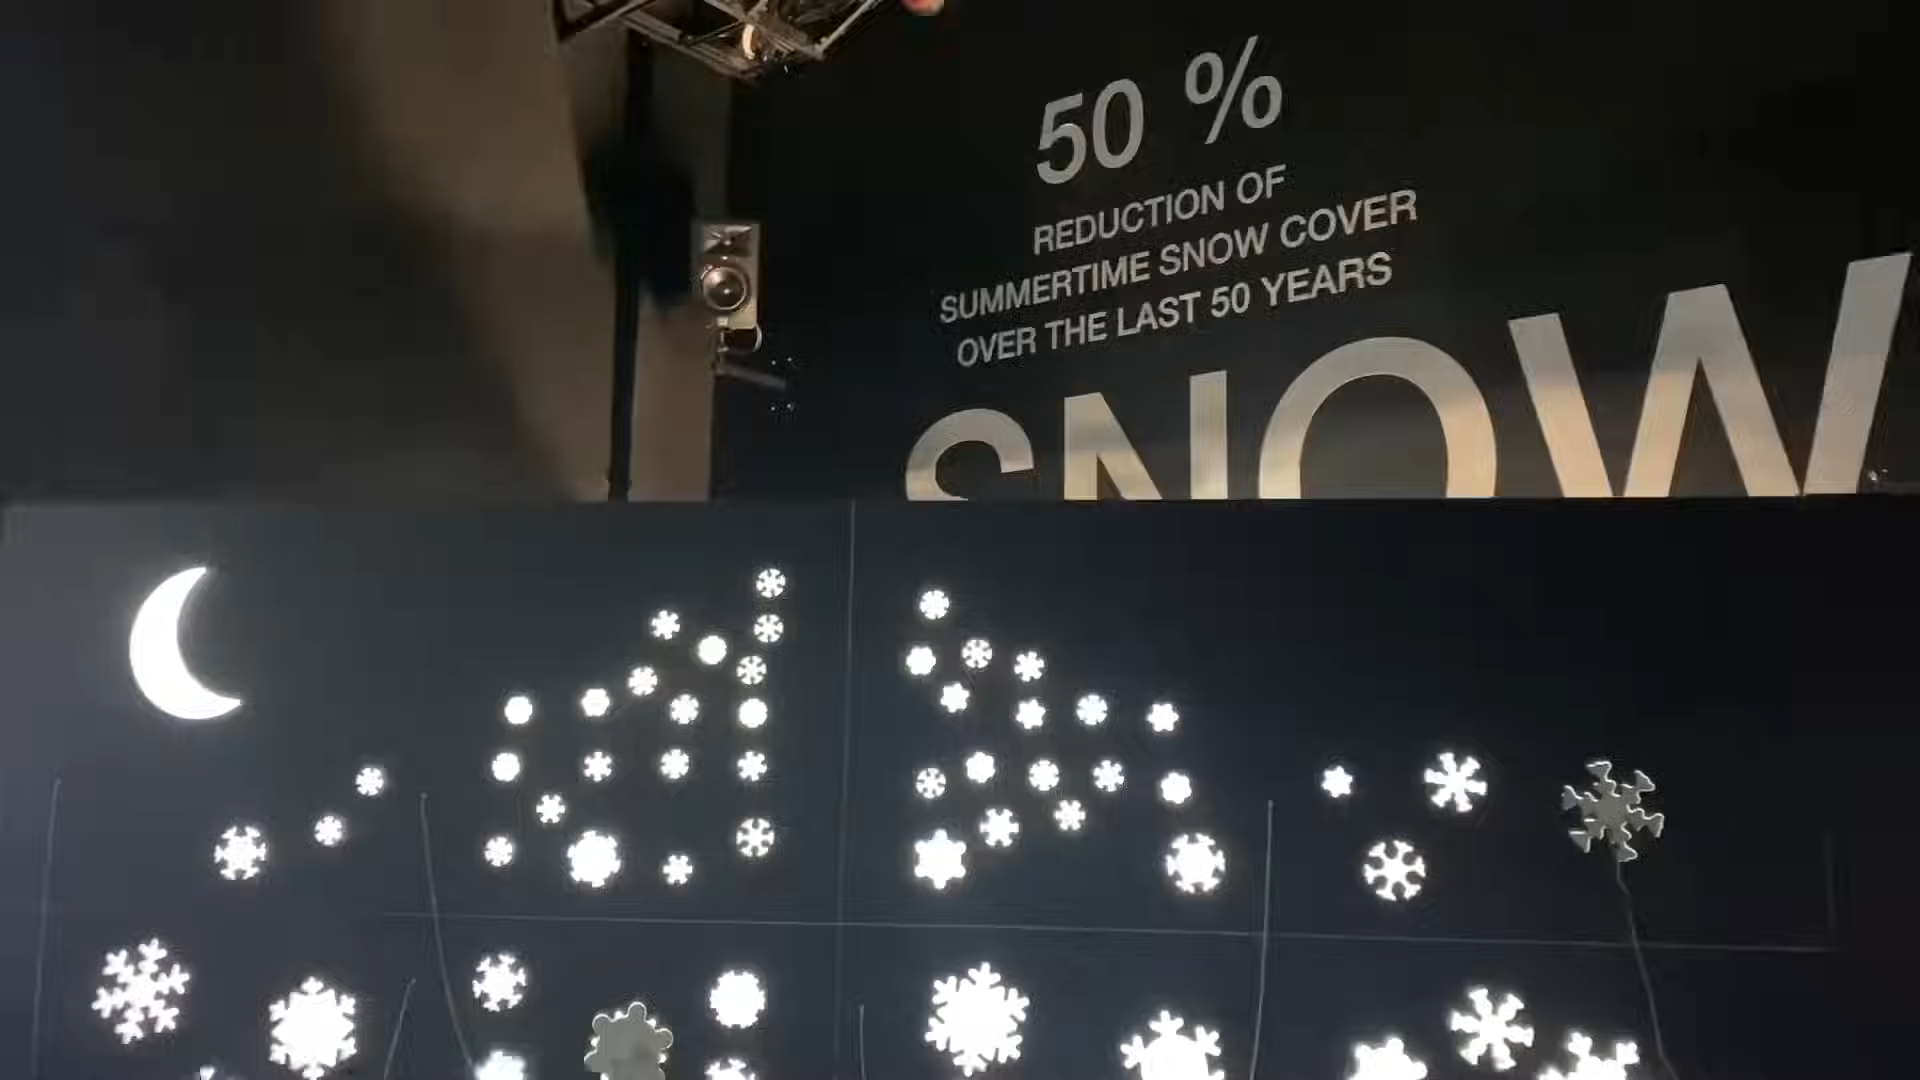 50 %
REDUCTION OF
SUMMERTIME SNOW COVER
OVER THE LAST 50 YEARS
SNOW